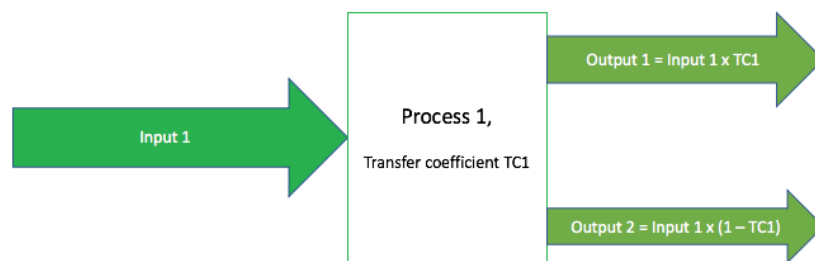 Output 1 = Input 1 x TC1
Process 1,
Input 1
Transfer coefficient TC1
Output 2 = Input 1 x (1 – TC1)